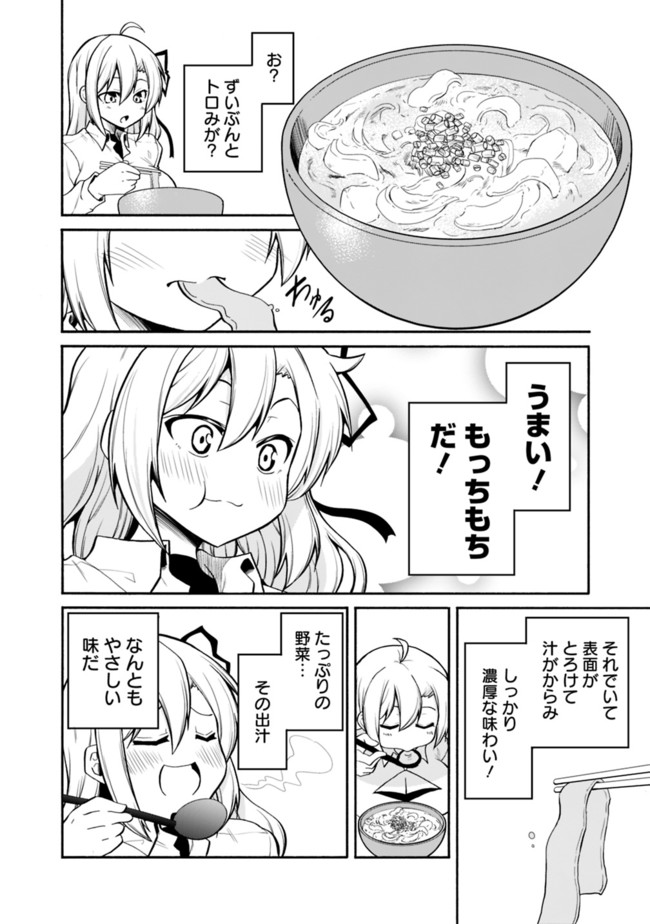 お?
ずいぶんと
トロみが?
ちゅる
うまい!
もっちもち
だ!
それでいて
表面が
とろけて
汁がからみ
しっかり
濃厚な味わい!
たっぷりの
野菜…
その出汁
なんとも
やさしい
味だ